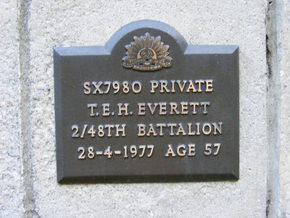 SX7980 PRIVATE
T.E.H. EVERETT
2/48TH BATTALION
28-4-1977 AGE 57